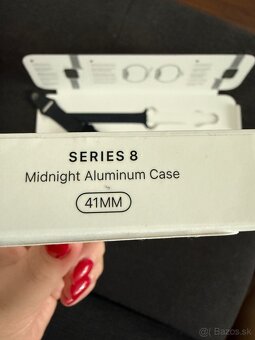 SERIES 8
Midnight Aluminum Case
41MM
Bazos.sk